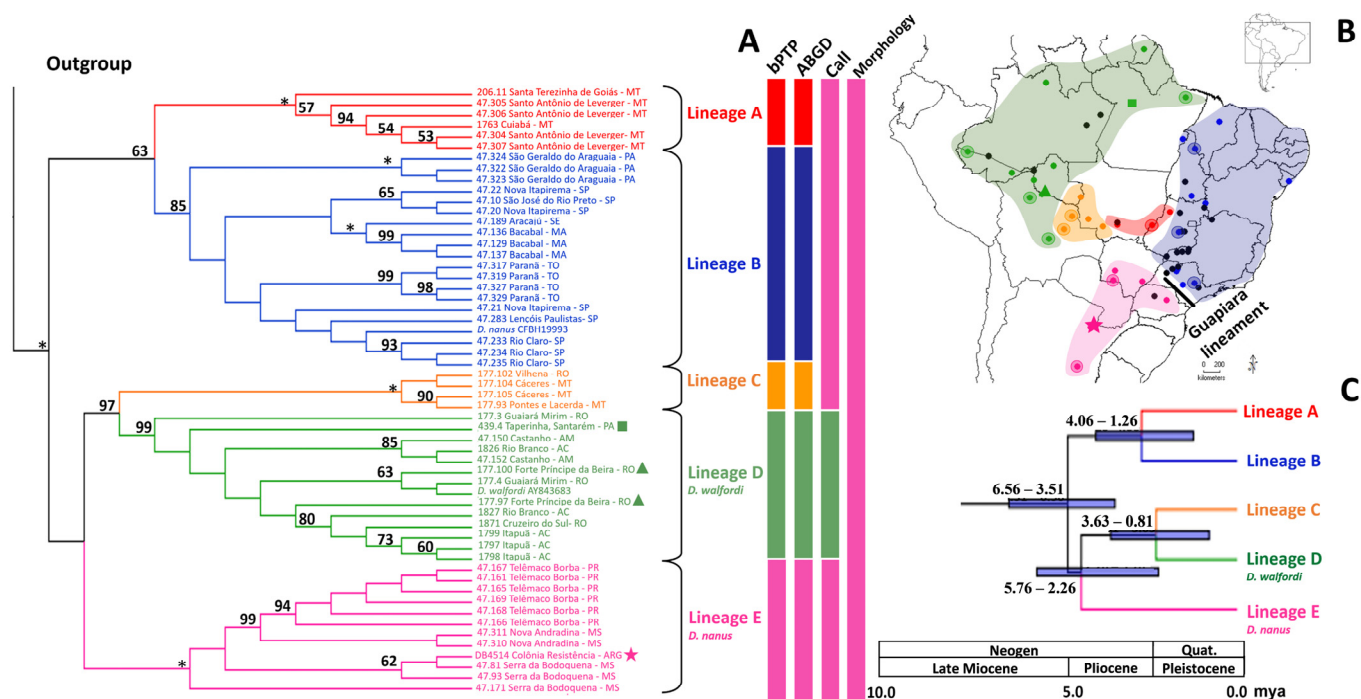 A
B
Outgroup
bPTP
ABGD
Call
Morphology
206.11 Santa Terezinha de Goiás - MT
* 57
47.305 Santo Antônio de Leverger - MT
94
47.306 Santo Antônio de Leverger - MT
1763 Cuiabá - MT
54
47.304 Santo Antônio de Leverger- MT
53
47.307 Santo Antônio de Leverger - MT
Lineage A
63
47.324 São Geraldo do Araguaia - PA
*
47.322 São Geraldo do Araguaia - PA
47.323 São Geraldo do Araguaia - PA
65
47.22 Nova Itapirema - SP
47.10 São José do Rio Preto - SP
85
47.20 Nova Itapirema - SP
47.189 Aracajú - SE
*
47.136 Bacabal - MA
99
47.129 Bacabal - MA
47.137 Bacabal - MA
47.317 Paranã - TO
99
47.319 Paranã - TO
98
47.327 Paranã - TO
47.329 Paranã - TO
47.21 Nova Itapirema - SP
47.283 Lençóis Paulistas- SP
D. nanus CFBH19993
47.233 Rio Claro- SP
93
47.234 Rio Claro- SP
47.235 Rio Claro- SP
Lineage B
*
177.102 Vilhena - RO
*
177.104 Cáceres - MT
90
177.105 Cáceres - MT
177.93 Pontes e Lacerda - MT
Lineage C
97
177.3 Guajará Mirim - RO
99
439.4 Taperinha, Santarém - PA
47.150 Castanho - AM
85
1826 Rio Branco - AC
47.152 Castanho - AM
63
177.100 Forte Príncipe da Beira - RO
177.4 Guajará Mirim - RO
D. walfordi AY843683
177.97 Forte Príncipe da Beira - RO
80
1827 Rio Branco - AC
1871 Cruzeiro do Sul- RO
73
1799 Itapuã - AC
60
1797 Itapuã - AC
1798 Itapuã - AC
Lineage D
D. walfordi
47.167 Telêmaco Borba - PR
47.161 Telêmaco Borba - PR
47.165 Telêmaco Borba - PR
94
47.169 Telêmaco Borba - PR
99
47.168 Telêmaco Borba - PR
47.166 Telêmaco Borba - PR
47.311 Nova Andradina - MS
47.310 Nova Andradina - MS
DB4514 Colônia Resistência - ARG
*
62
47.81 Serra da Bodoquena - MS
47.93 Serra da Bodoquena - MS
47.171 Serra da Bodoquena - MS
Lineage E
D. nanus
Guapiara
lineament
0 200
kilometers
C
4.06 – 1.26
Lineage A
Lineage B
6.56 – 3.51
3.63 – 0.81
Lineage C
Lineage D
D. walfordi
5.76 – 2.26
Lineage E
D. nanus
Neogen
Quat.
Late Miocene
Pliocene
Pleistocene
10.0
5.0
0.0 mya